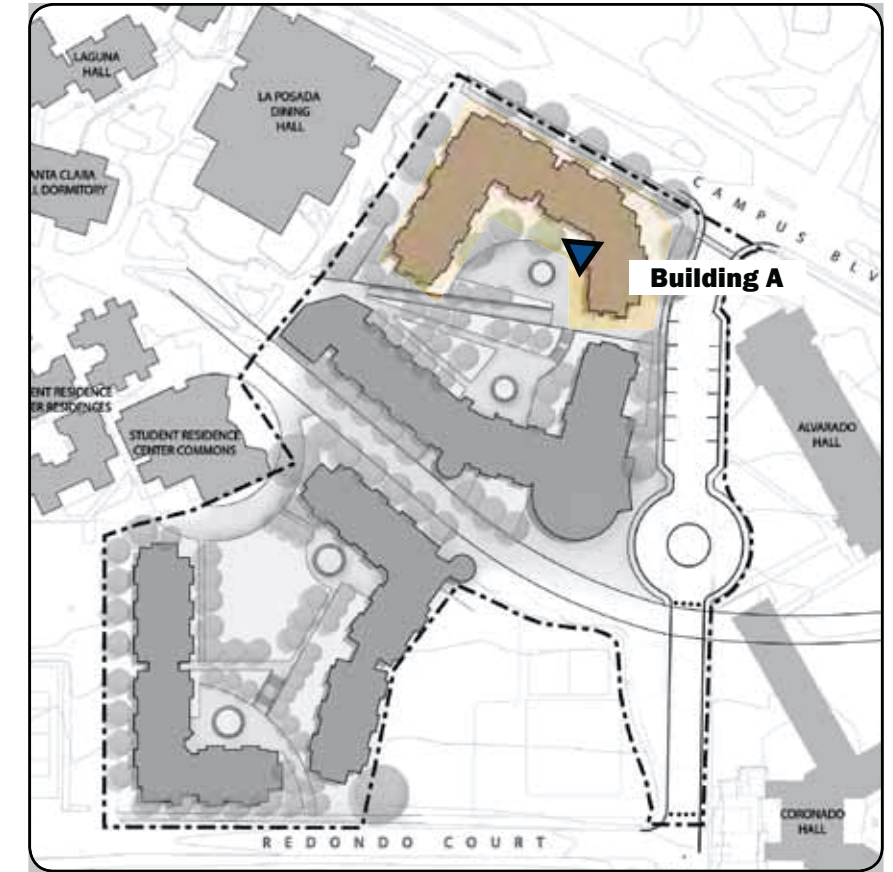 LAGUNA
HALL
LA POSADA
DINING
HALL
ANTA CLARA
L DORMITORY
CAMPUS BLV
Building A
ENT RESIDENCE
ER RESIDENCES
STUDENT RESIDENCE
CENTER COMMONS
ALVARADO
HALL
CORONADO
HALL
REDONDO COURT